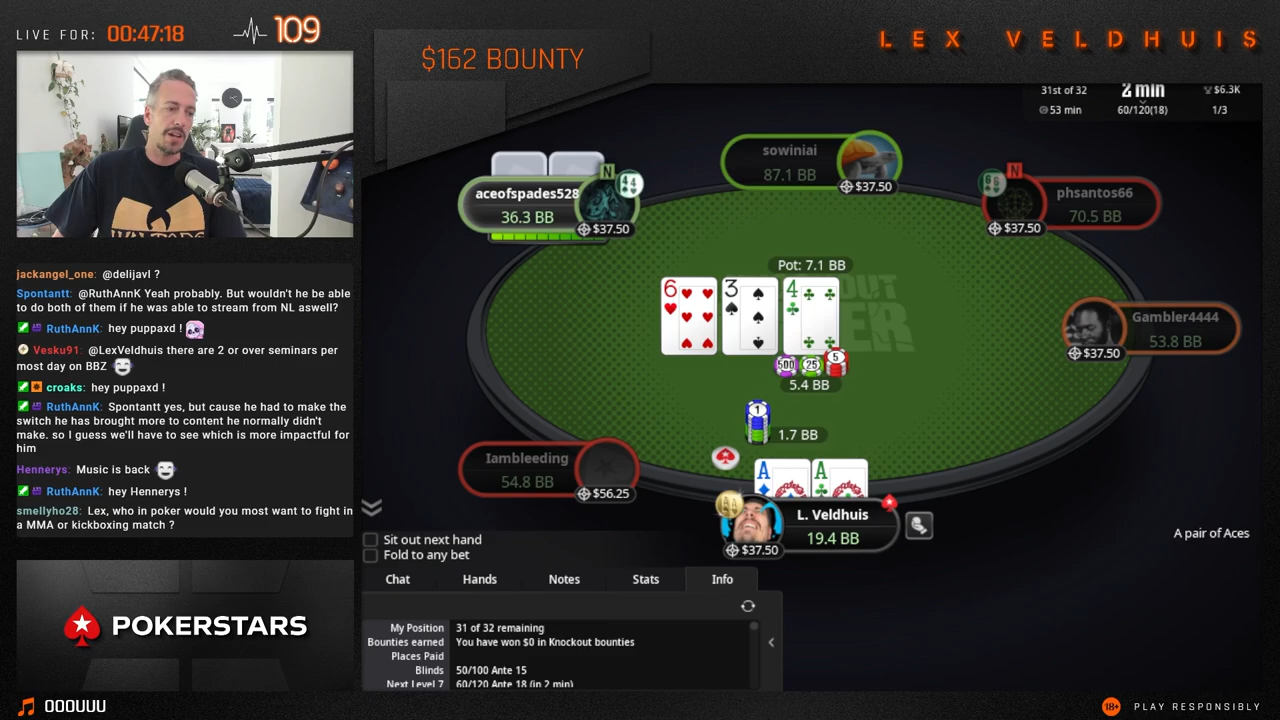 LIVE FOR: 00:47:18 109
$162 BOUNTY
LEX VELDHUIS
31st of 32 2 min $6.3K
53 min 60/120(18) 1/3
sowiniai
87.1 BB
$37.50
aceofspades528
36.3 BB
N
44
$37.50
N
66
phsantos66
70.5 BB
$37.50
Pot: 7.1 BB
6 3 4
500 25 5
5.4 BB
Gambler4444
53.8 BB
$37.50
1
1.7 BB
Iambleeding
54.8 BB
$56.25
A A
L. Veldhuis
19.4 BB
$37.50
A pair of Aces
jackangel_one: @delijavl ?
Spontantt: @RuthAnnK Yeah probably. But wouldn't he be able
to do both of them if he was able to stream from NL aswell?
RuthAnnK: hey puppaxd !
Vesku91: @LexVeldhuis there are 2 or over seminars per
most day on BBZ
croaks: hey puppaxd !
RuthAnnK: Spontantt yes, but cause he had to make the
switch he has brought more to content he normally didn't
make. so I guess we'll have to see which is more impactful for
him
Hennerys: Music is back
RuthAnnK: hey Hennerys !
smellyho28: Lex, who in poker would you most want to fight in
a MMA or kickboxing match ?
Sit out next hand
Fold to any bet
Chat Hands Notes Stats Info
My Position 31 of 32 remaining
Bounties earned You have won $0 in Knockout bounties
Places Paid
Blinds 50/100 Ante 15
Next Level 7 60/120 Ante 18 (in 2 min)
POKERSTARS
OOOUUU
18+ PLAY RESPONSIBLY